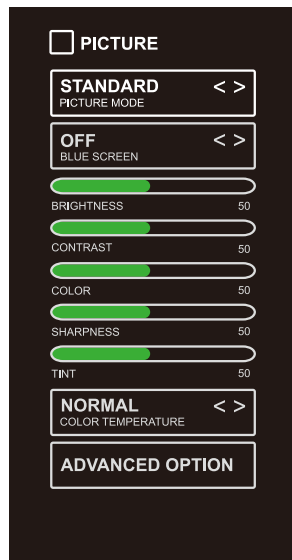 PICTURE
STANDARD < >
PICTURE MODE
OFF < >
BLUE SCREEN
BRIGHTNESS 50
CONTRAST 50
COLOR 50
SHARPNESS 50
TINT 50
NORMAL < >
COLOR TEMPERATURE
ADVANCED OPTION